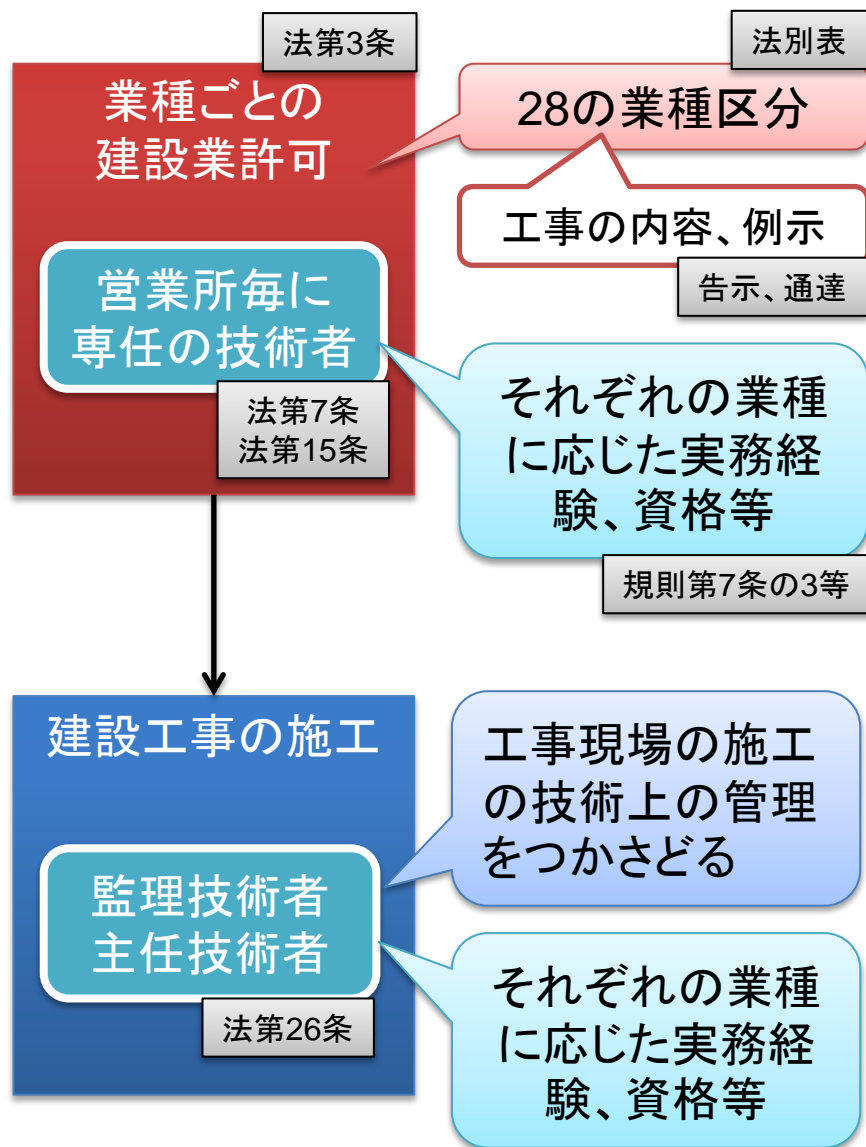 法第3条
業種ごとの
建設業許可
法別表
28の業種区分
工事の内容、例示
告示、通達
営業所毎に
専任の技術者
法第7条
法第15条
それぞれの業種
に応じた実務経
験、資格等
規則第7条の3等
建設工事の施工
工事現場の施工
の技術上の管理
をつかさどる
監理技術者
主任技術者
法第26条
それぞれの業種
に応じた実務経
験、資格等